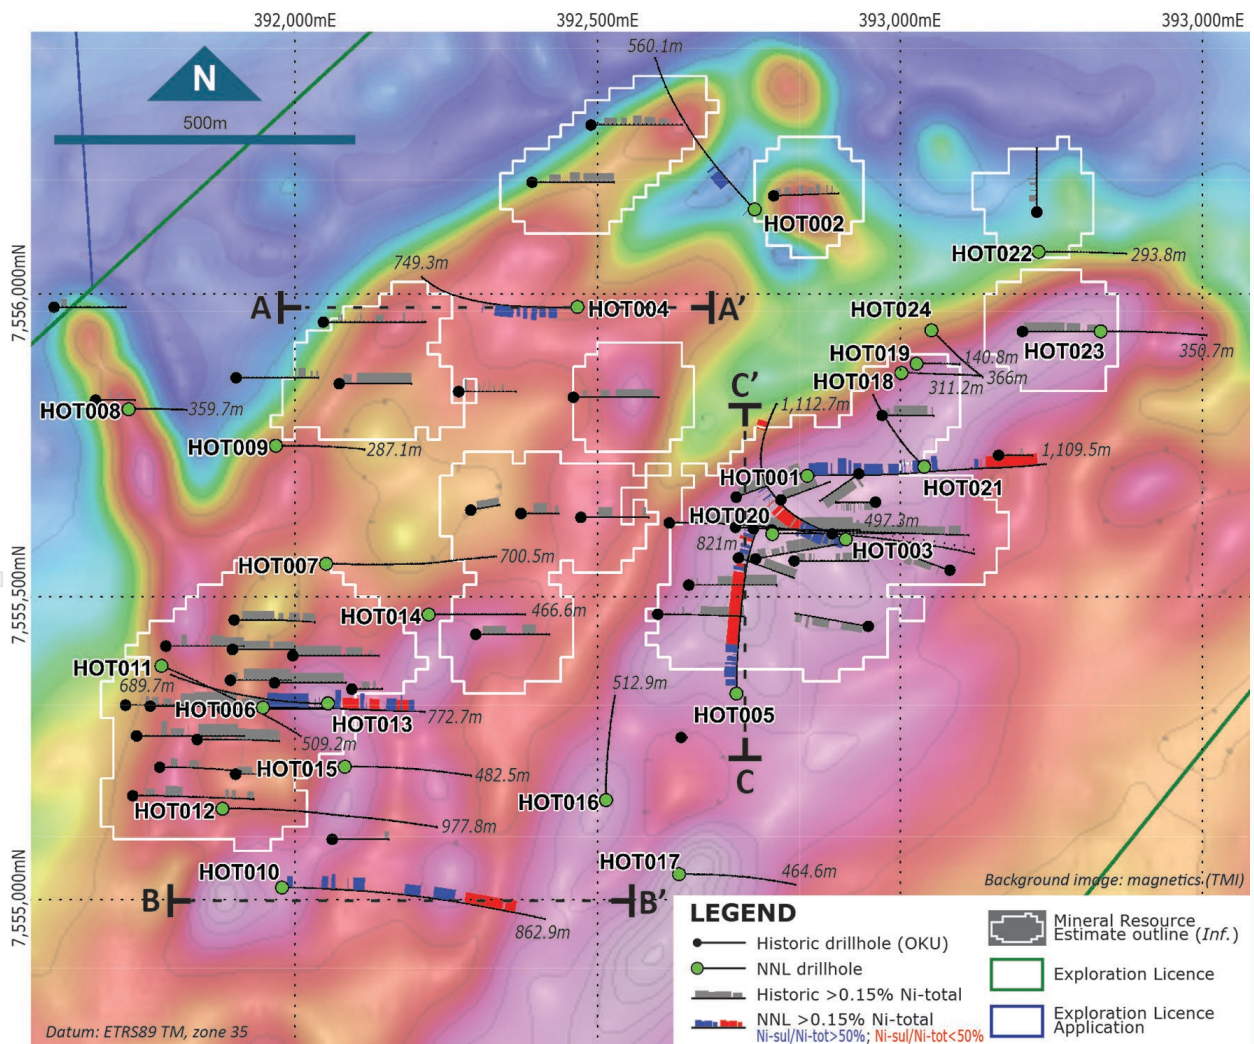 392,000mE
392,500mE
393,000mE
393,000mE
560.1m
N
500m
HOT002
HOT022
293.8m
7,556,000mN
749.3m
A
HOT004
A'
HOT024
HOT019
140.8m
HOT023
350.7m
HOT018
366m
311.2m
C'
1,112.7m
HOT008
359.7m
HOT009
287.1m
HOT001
1,109.5m
HOT021
HOT020
497.3m
821m
HOT003
HOT007
700.5m
7,555,500mN
HOT014
466.6m
HOT011
689.7m
512.9m
HOT006
HOT013
772.7m
HOT005
509.2m
HOT015
482.5m
C
HOT016
HOT012
977.8m
HOT010
HOT017
464.6m
Background image: magnetics (TMI)
7,555,000mN
B
B'
862.9m
LEGEND
Historic drillhole (OKU)
NNL drillhole
Historic >0.15% Ni-total
NNL >0.15% Ni-total
Ni-sul/Ni-tot>50%; Ni-sul/Ni-tot<50%
Mineral Resource
Estimate outline (Inf.)
Exploration Licence
Exploration Licence
Application
Datum: ETRS89 TM, zone 35